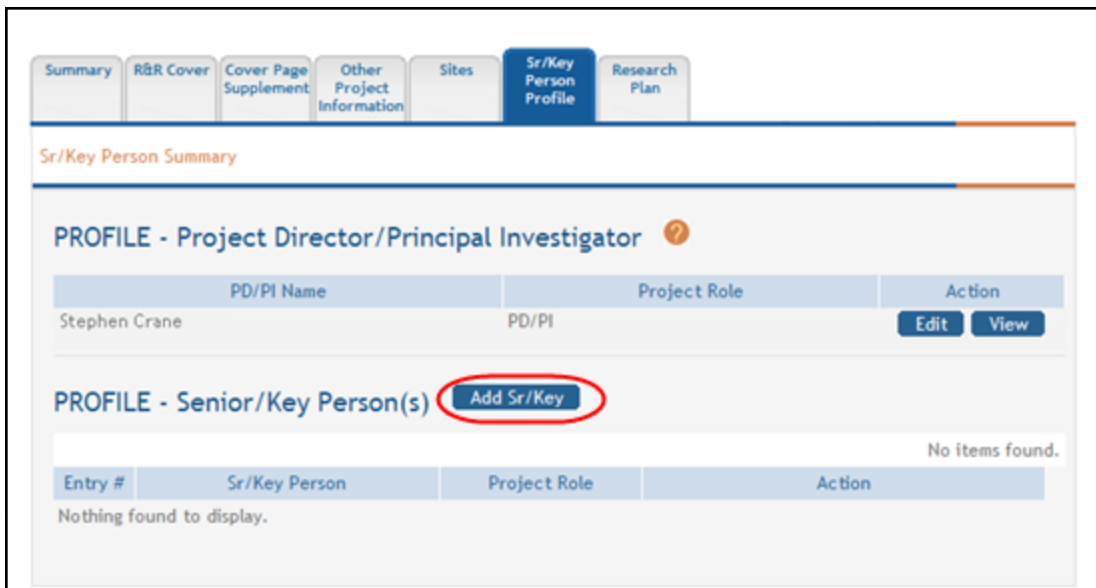 Summary
R&R Cover
Cover Page
Supplement
Other
Project
Information
Sites
Sr/Key
Person
Profile
Research
Plan
Sr/Key Person Summary
PROFILE - Project Director/Principal Investigator ?
PD/PI Name Project Role Action
Stephen Crane PD/PI Edit View
PROFILE - Senior/Key Person(s) Add Sr/Key
No items found.
Entry # Sr/Key Person Project Role Action
Nothing found to display.